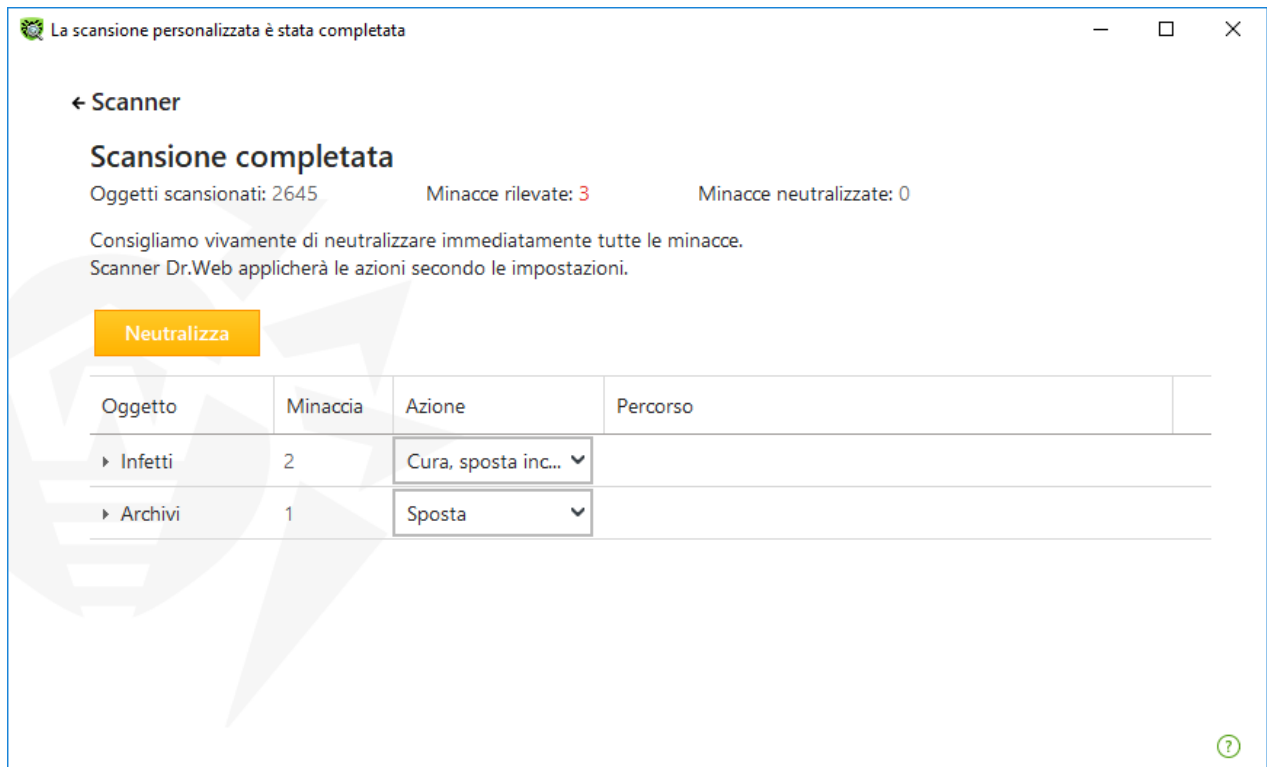 La scansione personalizzata è stata completata
Scanner
Scansione completata
Oggetti scansionati: 2645 Minacce rilevate: 3 Minacce neutralizzate: 0
Consigliamo vivamente di neutralizzare immediatamente tutte le minacce.
Scanner Dr.Web applicherà le azioni secondo le impostazioni.
Neutralizza
Oggetto Minaccia Azione Percorso
Infetti 2 Cura, sposta inc...
Archivi 1 Sposta
?